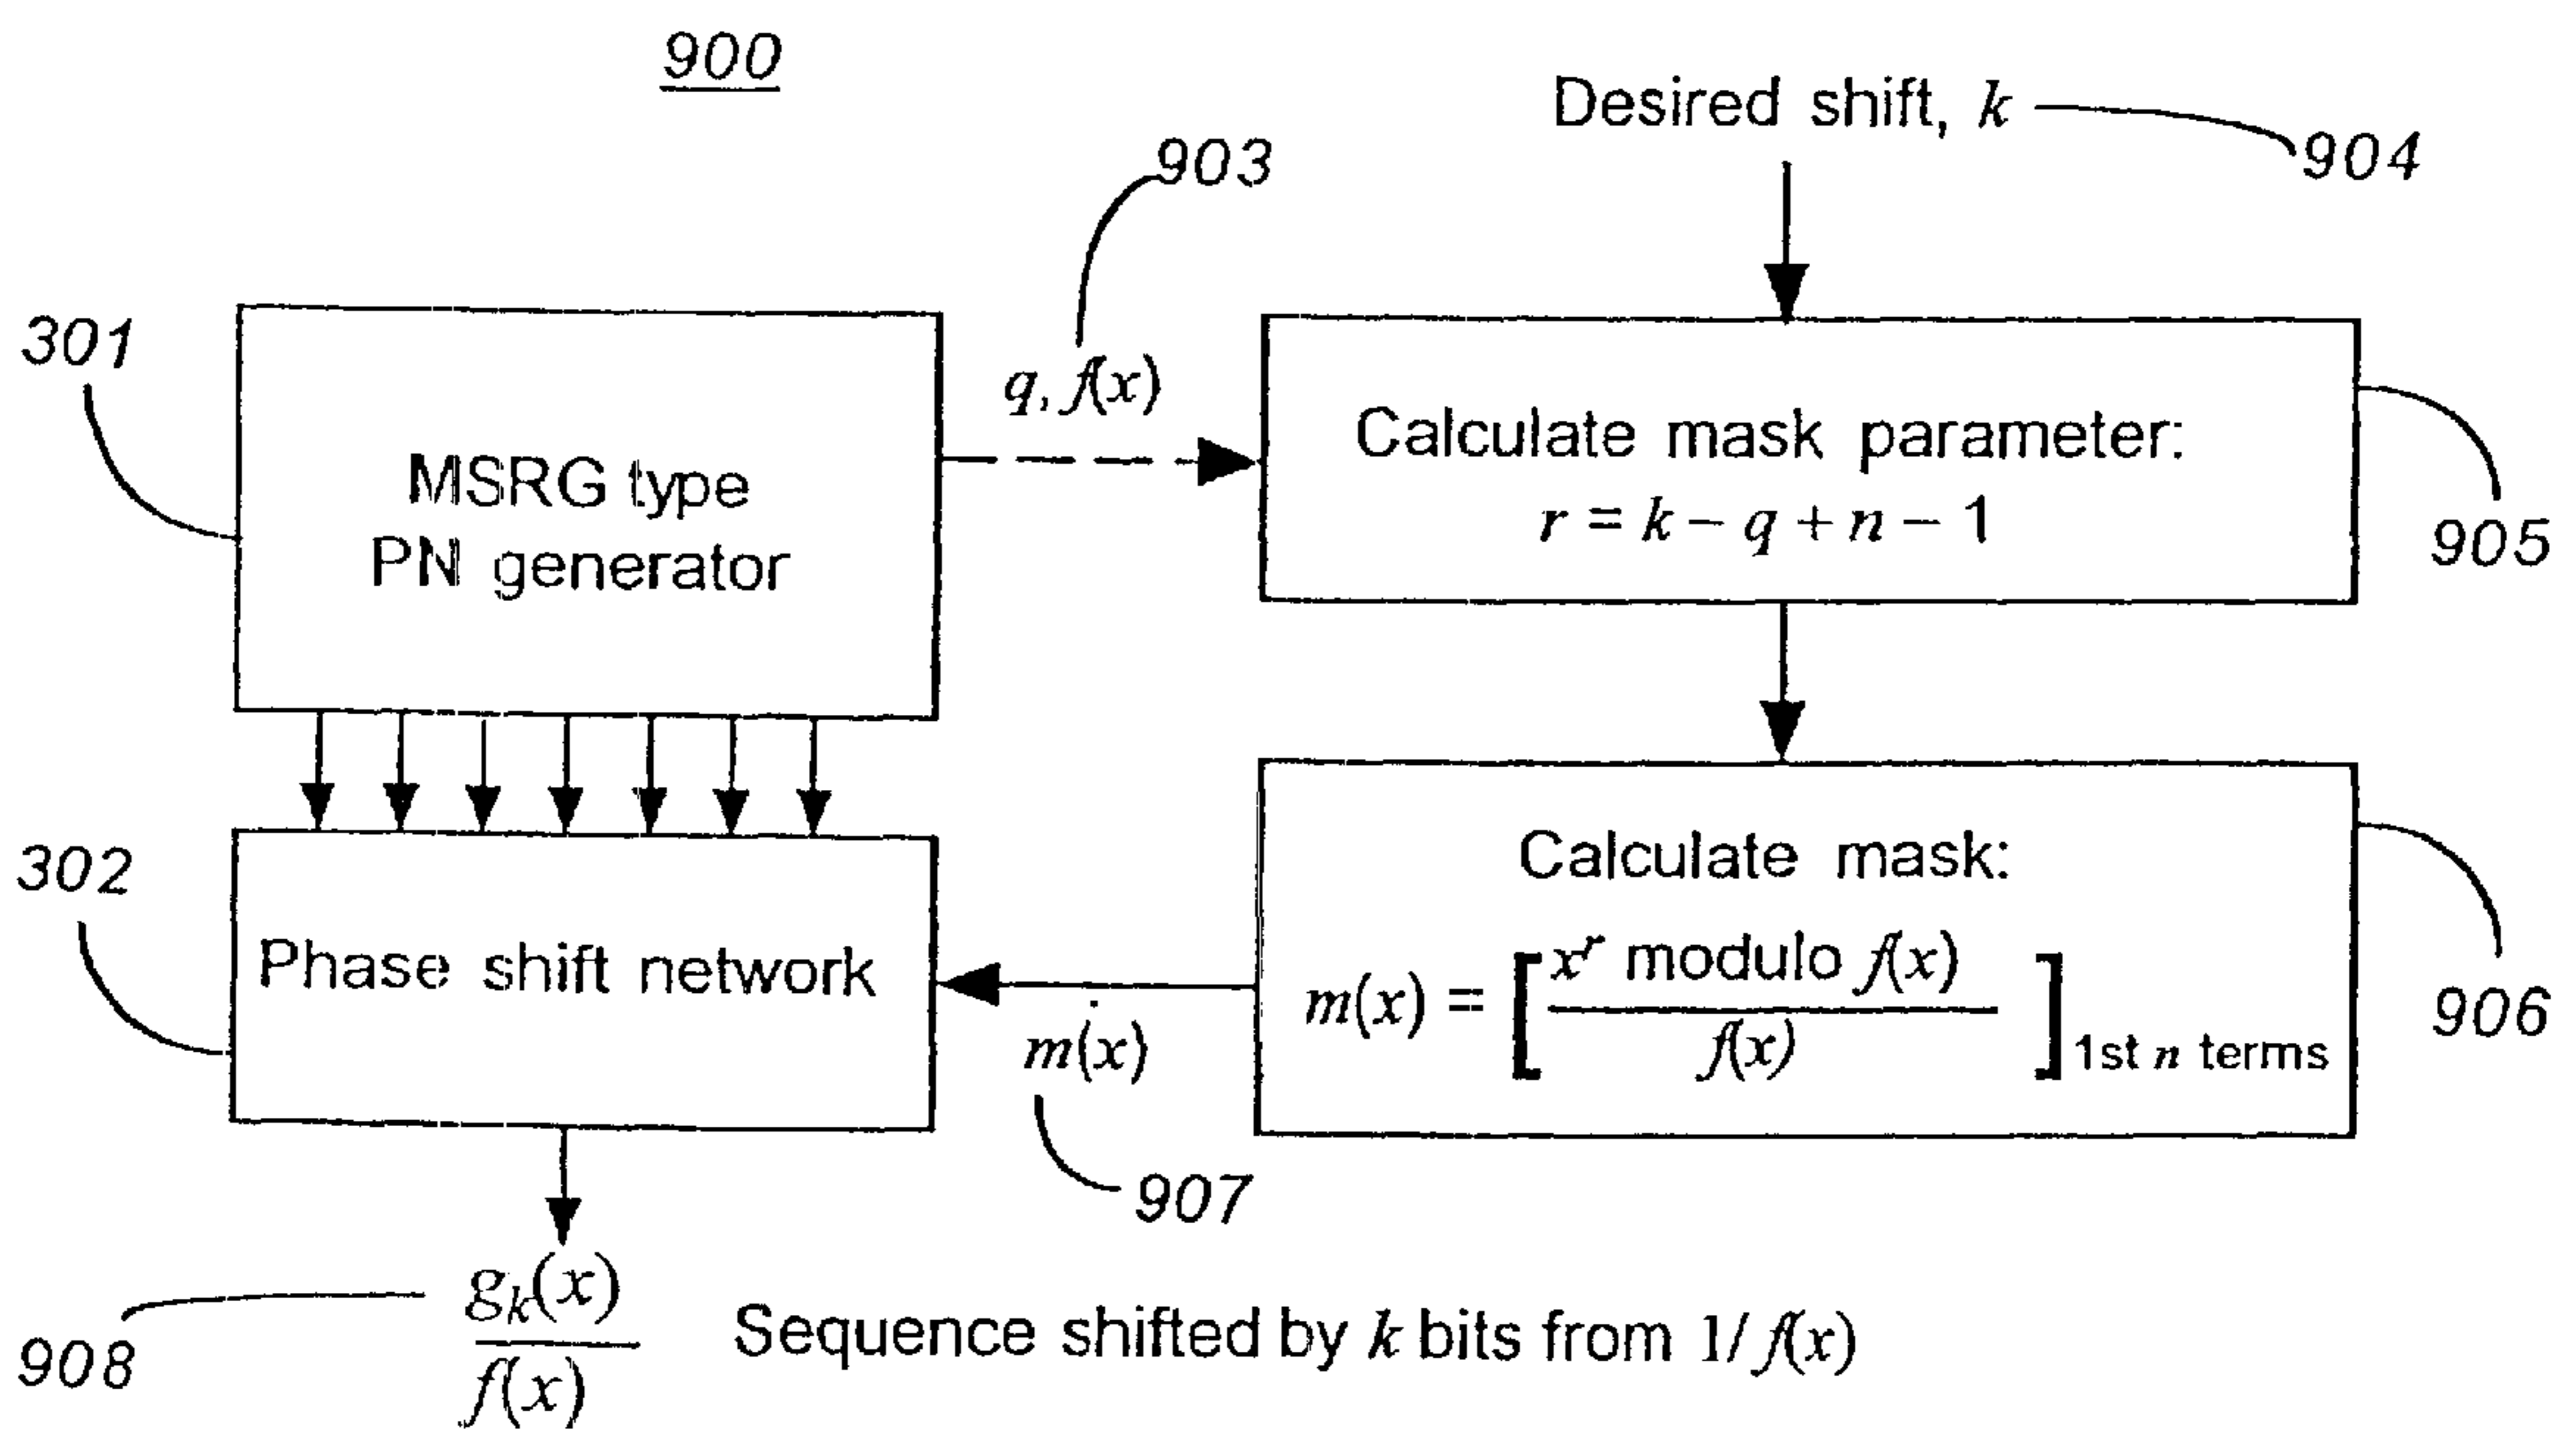 900
Desired shift, k
904
903
301
q, f(x)
MSRG type
PN generator
Calculate mask parameter:
r = k – q + n – 1
905
302
Phase shift network
m(x)
907
Calculate mask:
m(x) = [ x^r modulo f(x) / f(x) ] 1st n terms
906
908
g_k(x)
f(x)
Sequence shifted by k bits from 1/f(x)